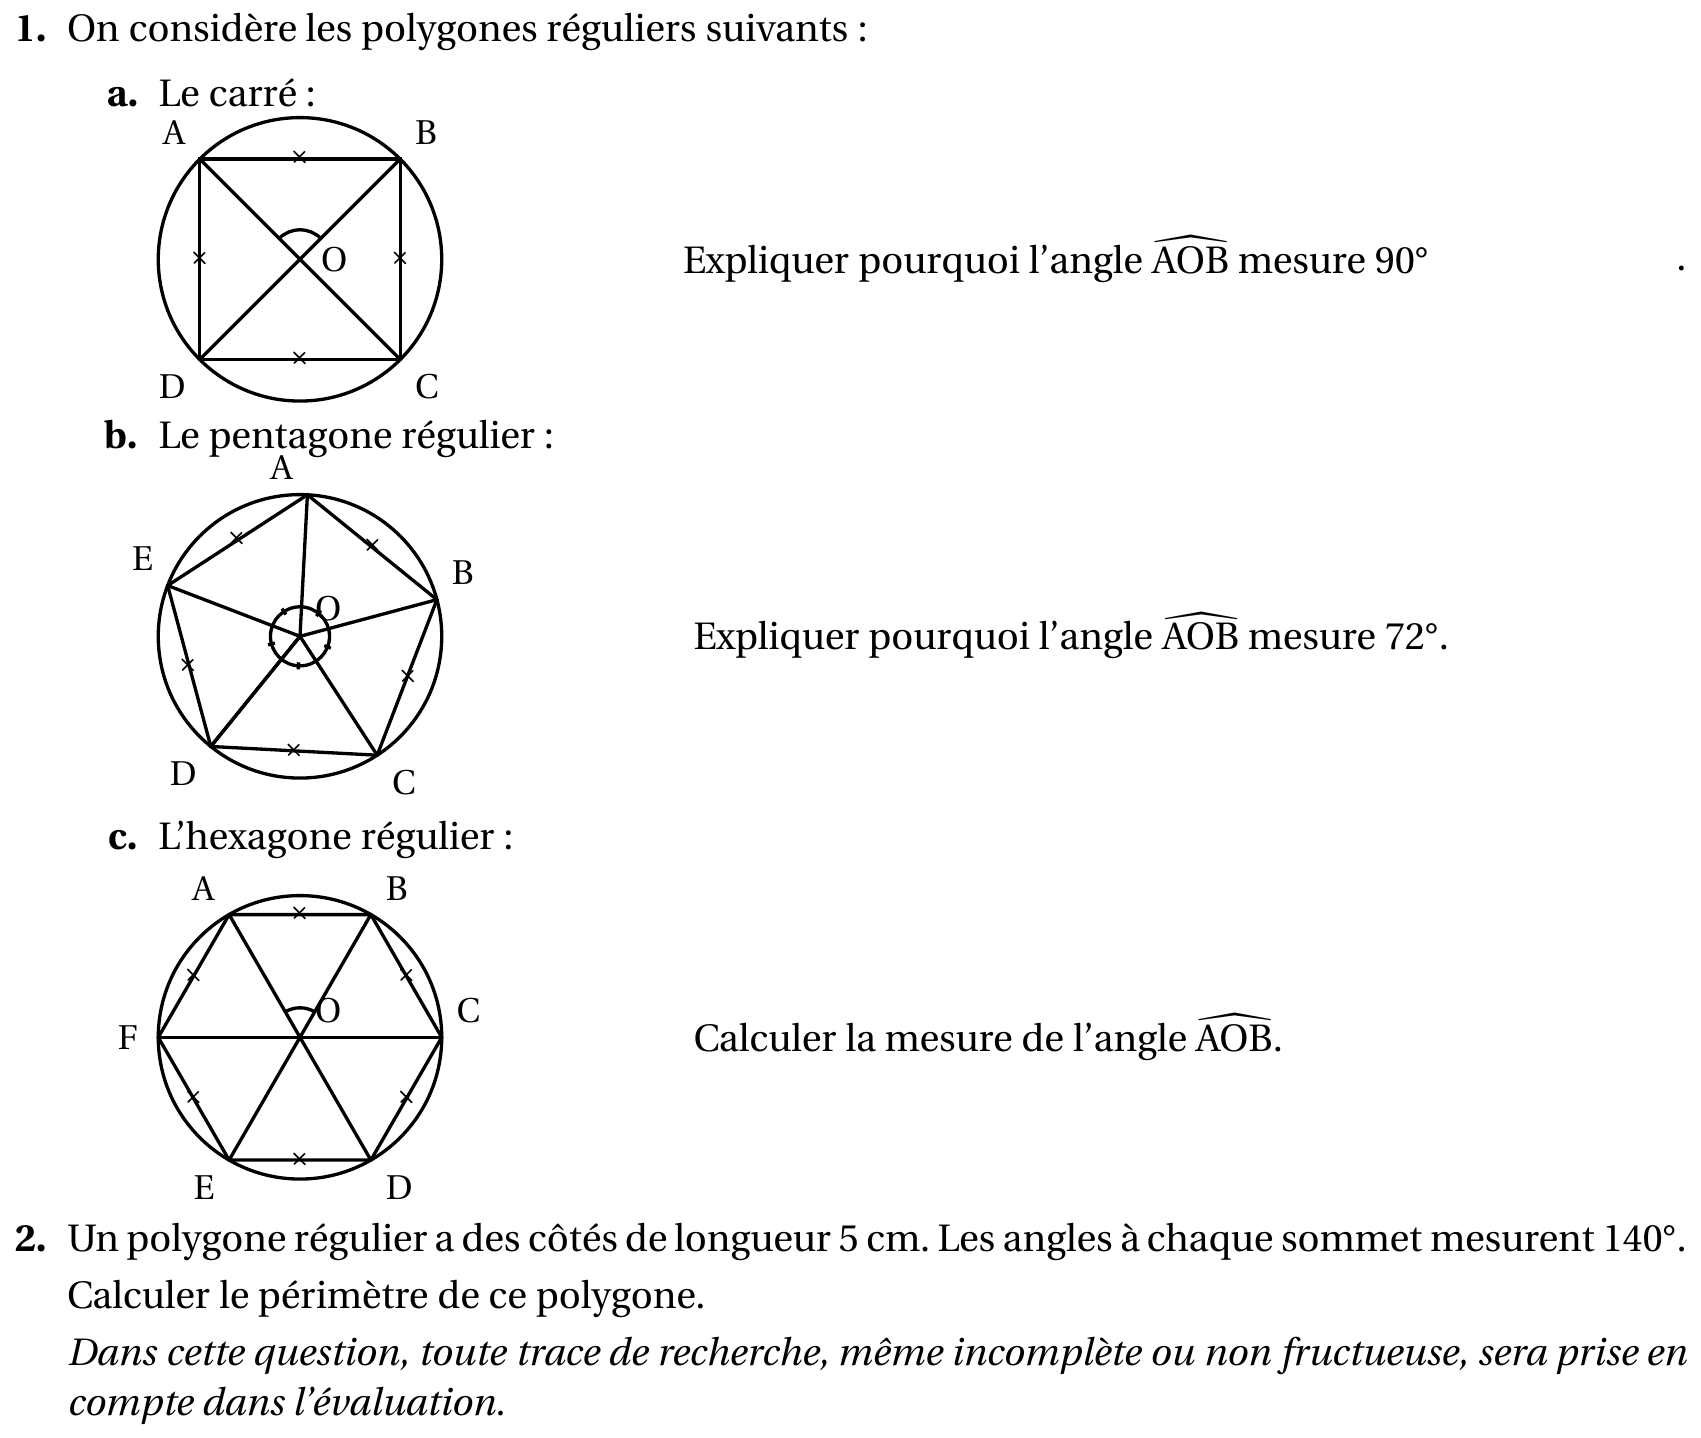 1. On considère les polygones réguliers suivants :
a. Le carré :
A B
O
Expliquer pourquoi l'angle AOB mesure 90° .
D C
b. Le pentagone régulier :
A
E B
O
Expliquer pourquoi l'angle AOB mesure 72°.
D C
c. L'hexagone régulier :
A B
O C
F
Calculer la mesure de l'angle AOB.
E D
2. Un polygone régulier a des côtés de longueur 5 cm. Les angles à chaque sommet mesurent 140°.
Calculer le périmètre de ce polygone.
Dans cette question, toute trace de recherche, même incomplète ou non fructueuse, sera prise en
compte dans l'évaluation.